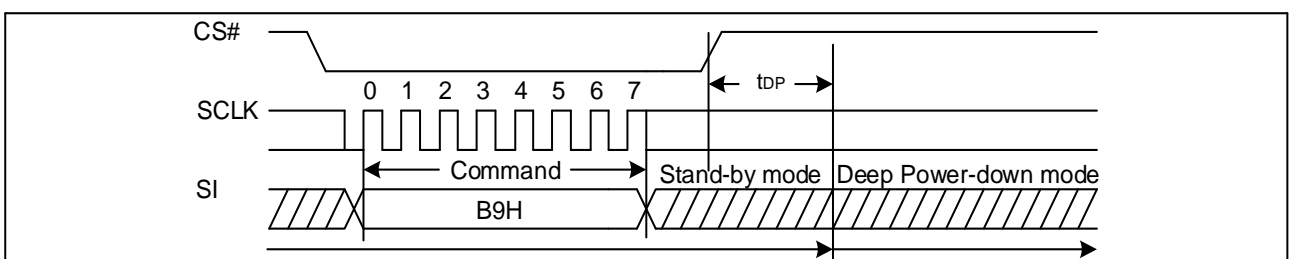 CS#
tDP
0 1 2 3 4 5 6 7
SCLK
Command
Stand-by mode Deep Power-down mode
SI
B9H